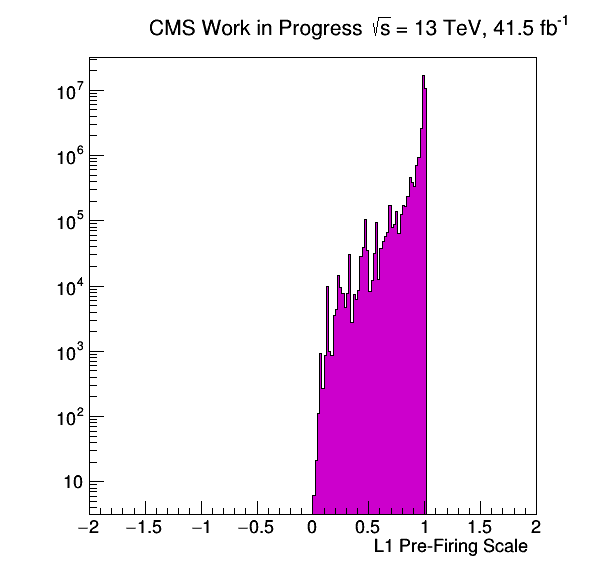 CMS Work in Progress √s = 13 TeV, 41.5 fb⁻¹
10⁷
10⁶
10⁵
10⁴
10³
10²
10
−2 −1.5 −1 −0.5 0 0.5 1 1.5 2
L1 Pre-Firing Scale